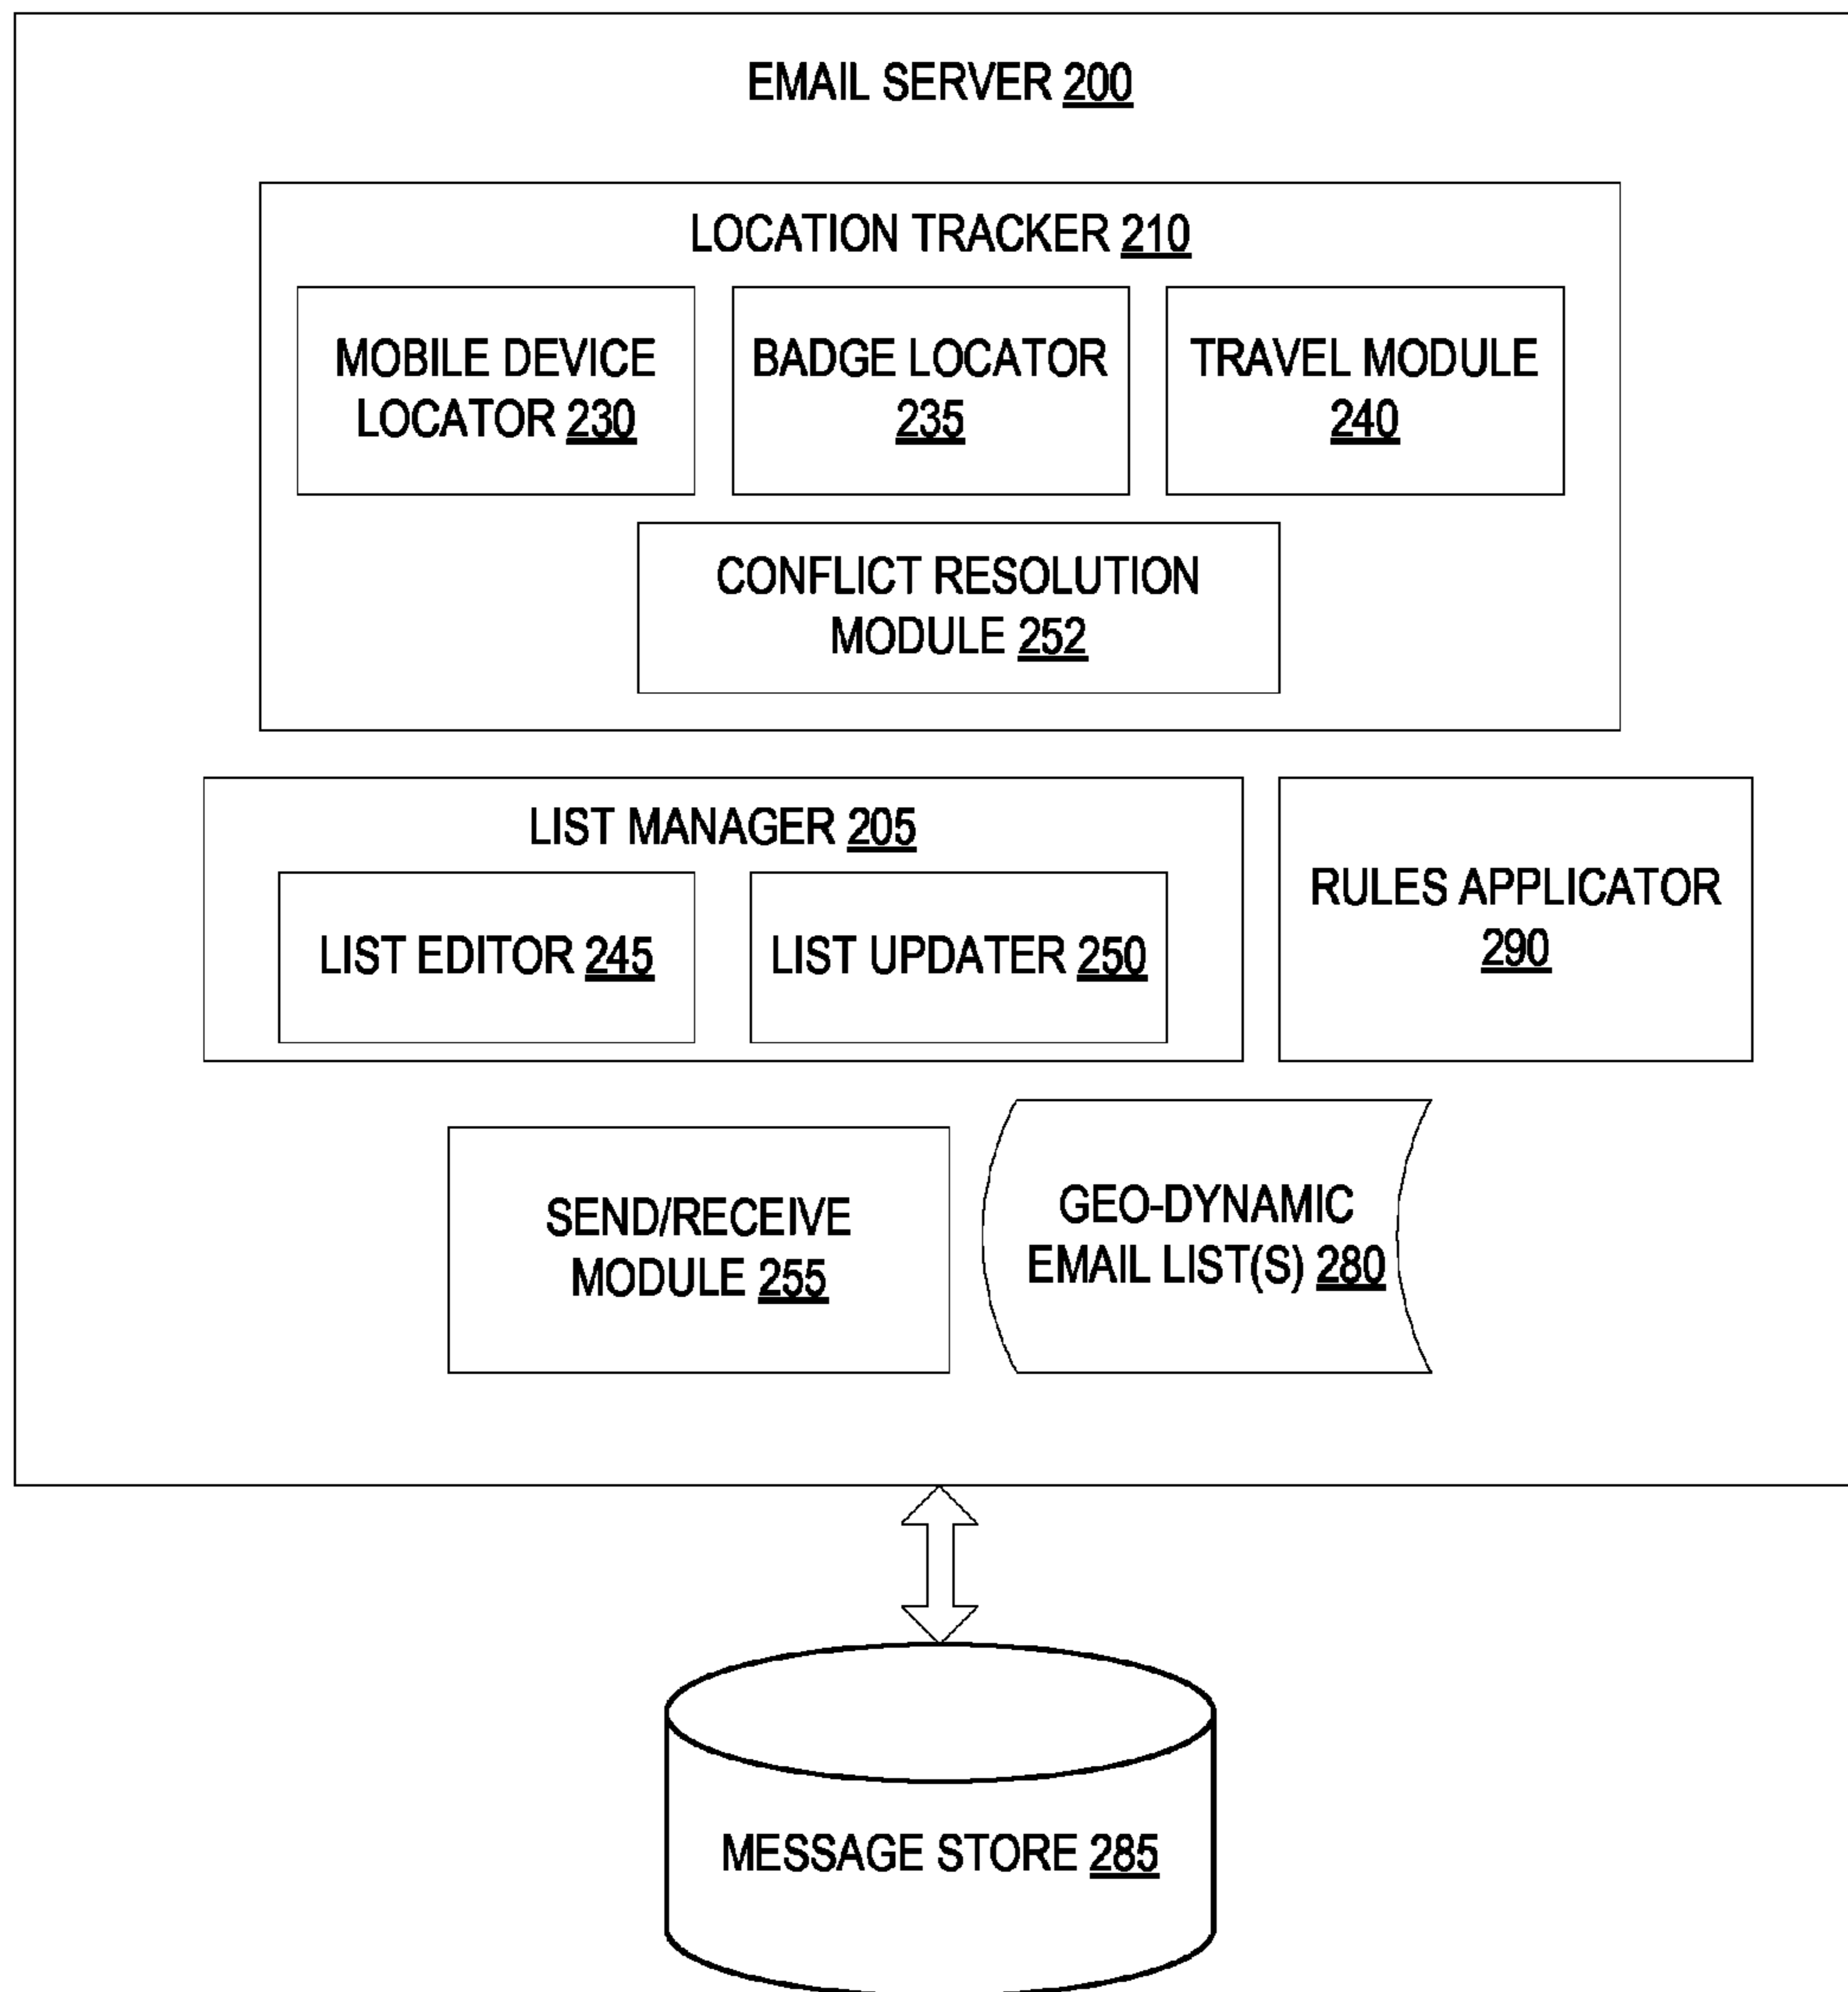 EMAIL SERVER 200
LOCATION TRACKER 210
MOBILE DEVICE
LOCATOR 230
BADGE LOCATOR
235
TRAVEL MODULE
240
CONFLICT RESOLUTION
MODULE 252
LIST MANAGER 205
LIST EDITOR 245
LIST UPDATER 250
RULES APPLICATOR
290
SEND/RECEIVE
MODULE 255
GEO-DYNAMIC
EMAIL LIST(S) 280
MESSAGE STORE 285